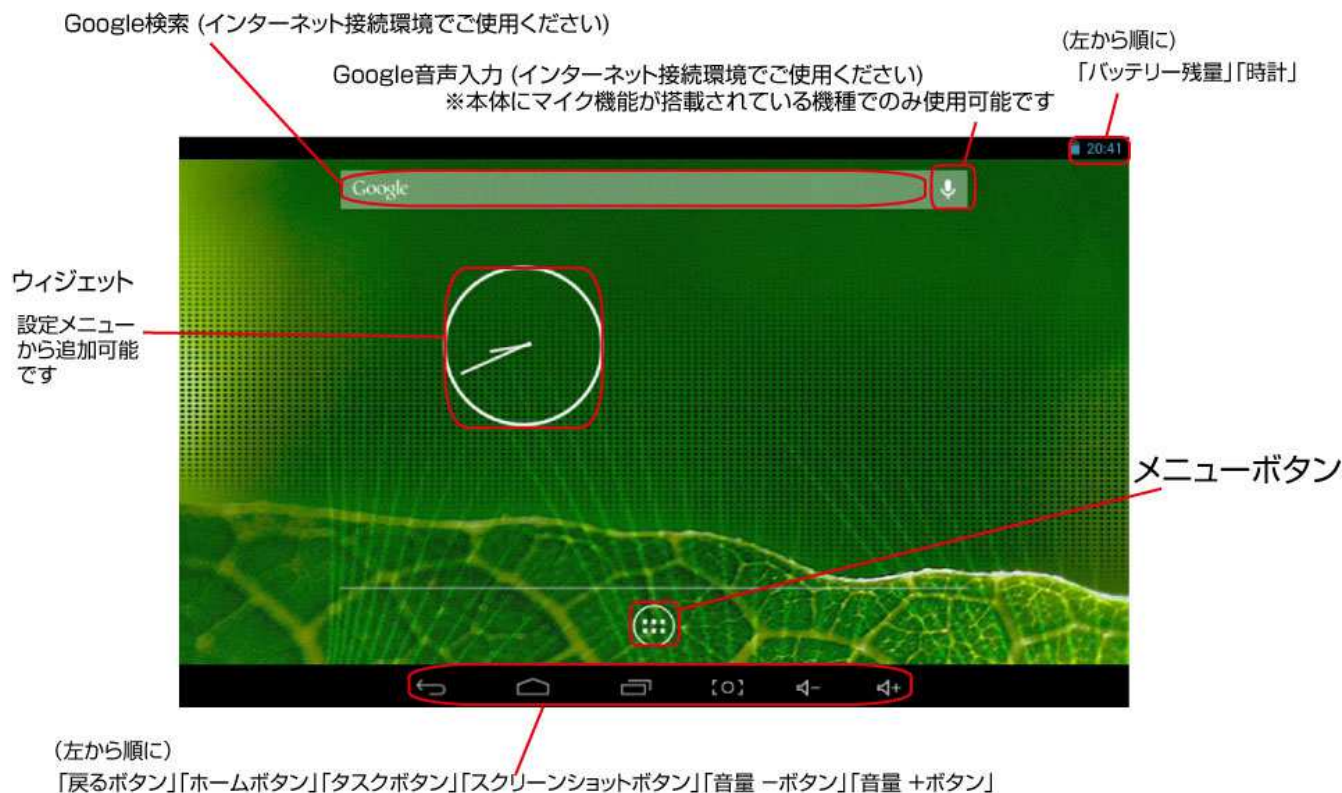 Google検索 (インターネット接続環境でご使用ください)
Google音声入力 (インターネット接続環境でご使用ください)
※本体にマイク機能が搭載されている機種でのみ使用可能です
(左から順に)
「バッテリー残量」「時計」
20:41
Google
ウィジェット
設定メニュー
から追加可能
です
メニューボタン
(左から順に)
「戻るボタン」「ホームボタン」「タスクボタン」「スクリーンショットボタン」「音量 −ボタン」「音量 +ボタン」